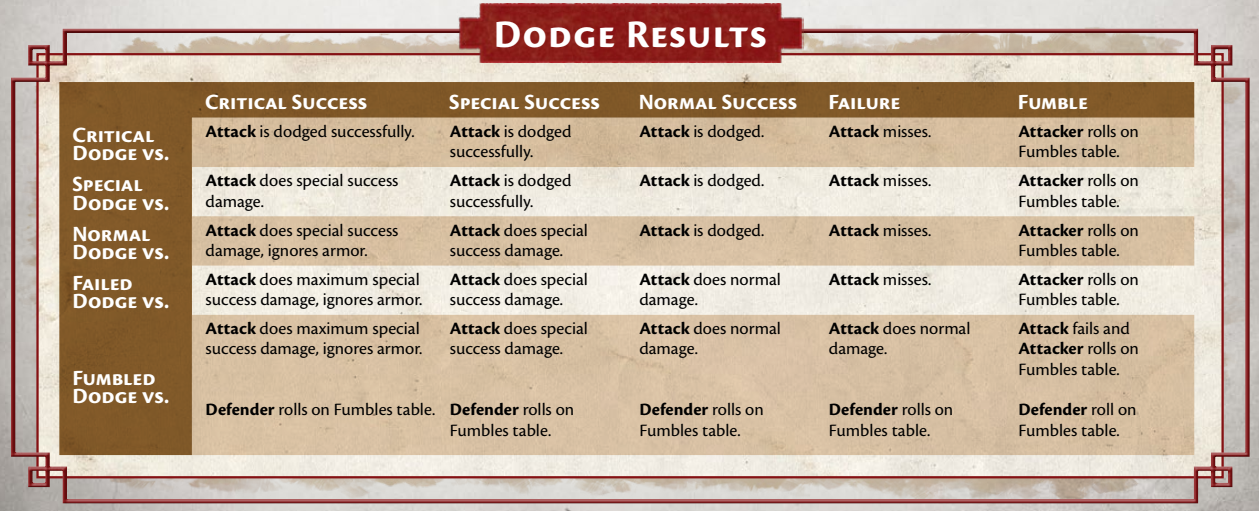 Dodge Results
Critical Success Special Success Normal Success Failure Fumble
Critical
Dodge vs.
Attack is dodged successfully.
Attack is dodged
successfully.
Attack is dodged.
Attack misses.
Attacker rolls on
Fumbles table.
Special
Dodge vs.
Attack does special success
damage.
Attack is dodged
successfully.
Attack is dodged.
Attack misses.
Attacker rolls on
Fumbles table.
Normal
Dodge vs.
Attack does special success
damage, ignores armor.
Attack does special
success damage.
Attack is dodged.
Attack misses.
Attacker rolls on
Fumbles table.
Failed
Dodge vs.
Attack does maximum special
success damage, ignores armor.
Attack does special
success damage.
Attack does normal
damage.
Attack misses.
Attacker rolls on
Fumbles table.
Fumbled
Dodge vs.
Attack does maximum special
success damage, ignores armor.
Defender rolls on Fumbles table.
Attack does special
success damage.
Defender rolls on
Fumbles table.
Attack does normal
damage.
Defender rolls on
Fumbles table.
Attack does normal
damage.
Defender rolls on
Fumbles table.
Attack fails and
Attacker rolls on
Fumbles table.
Defender roll on
Fumbles table.